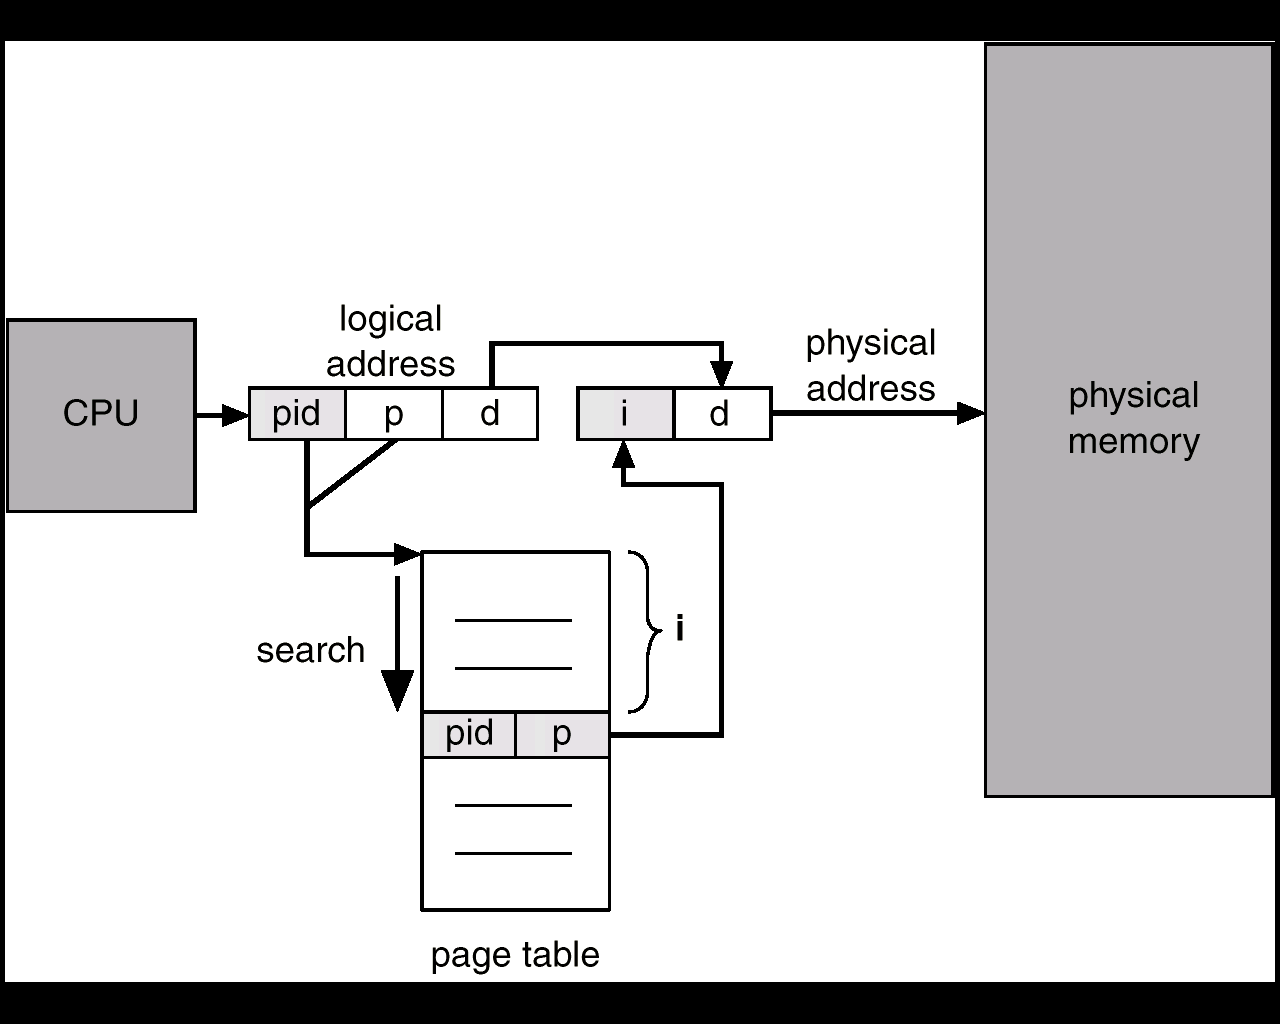 logical
address
physical
address
CPU
pid p d
i d
physical
memory
search
i
pid p
page table